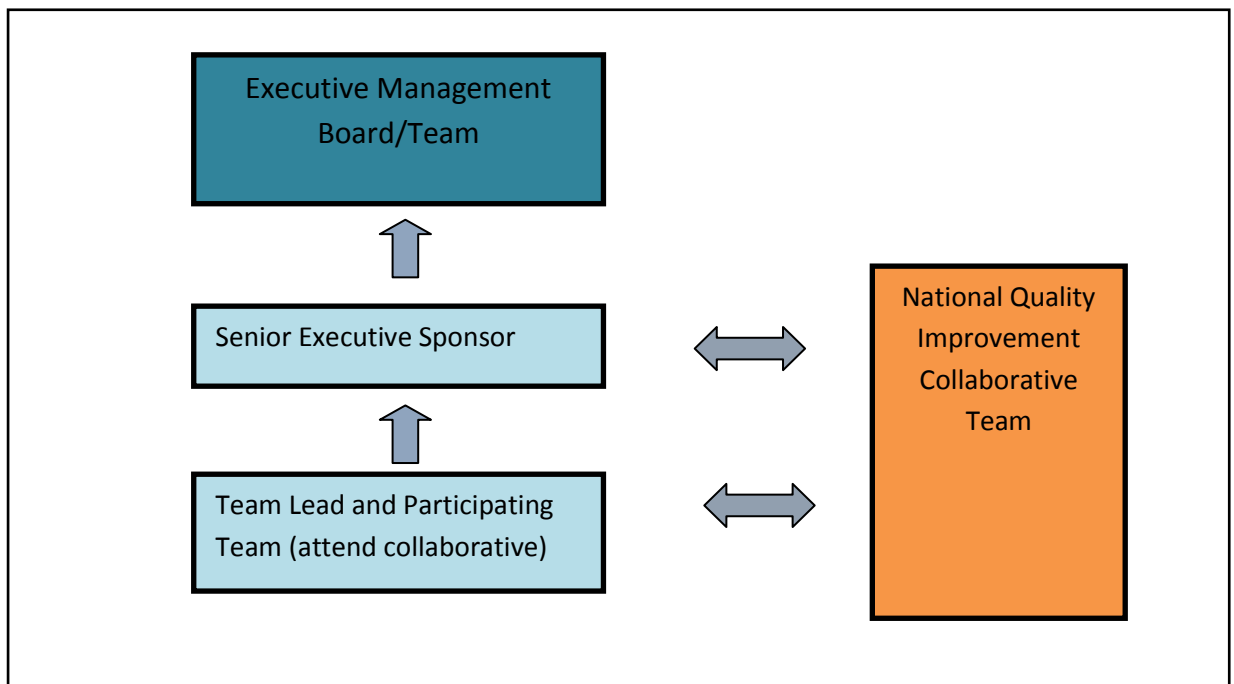 Executive Management
Board/Team
Senior Executive Sponsor
National Quality
Improvement
Collaborative
Team
Team Lead and Participating
Team (attend collaborative)